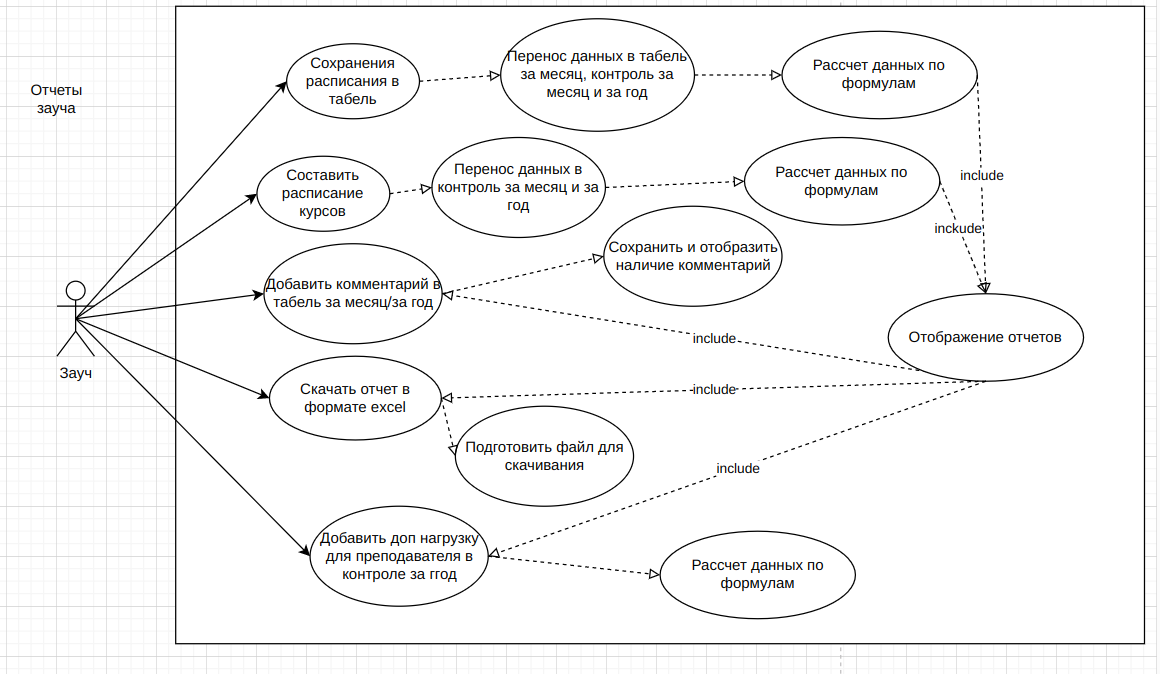 Отчеты
зауча
Зауч
Сохранения
расписания в
табель
Перенос данных в табель
за месяц, контроль за
месяц и за год
Рассчет данных по
формулам
Составить
расписание
курсов
Перенос данных в
контроль за месяц и за
год
Рассчет данных по
формулам
include
inckude
Добавить комментарий в
табель за месяц/за год
Сохранить и отобразить
наличие комментарий
Отображение отчетов
include
Скачать отчет в
формате excel
include
Подготовить файл для
скачивания
include
Добавить доп нагрузку
для преподавателя в
контроле за ггод
Рассчет данных по
формулам